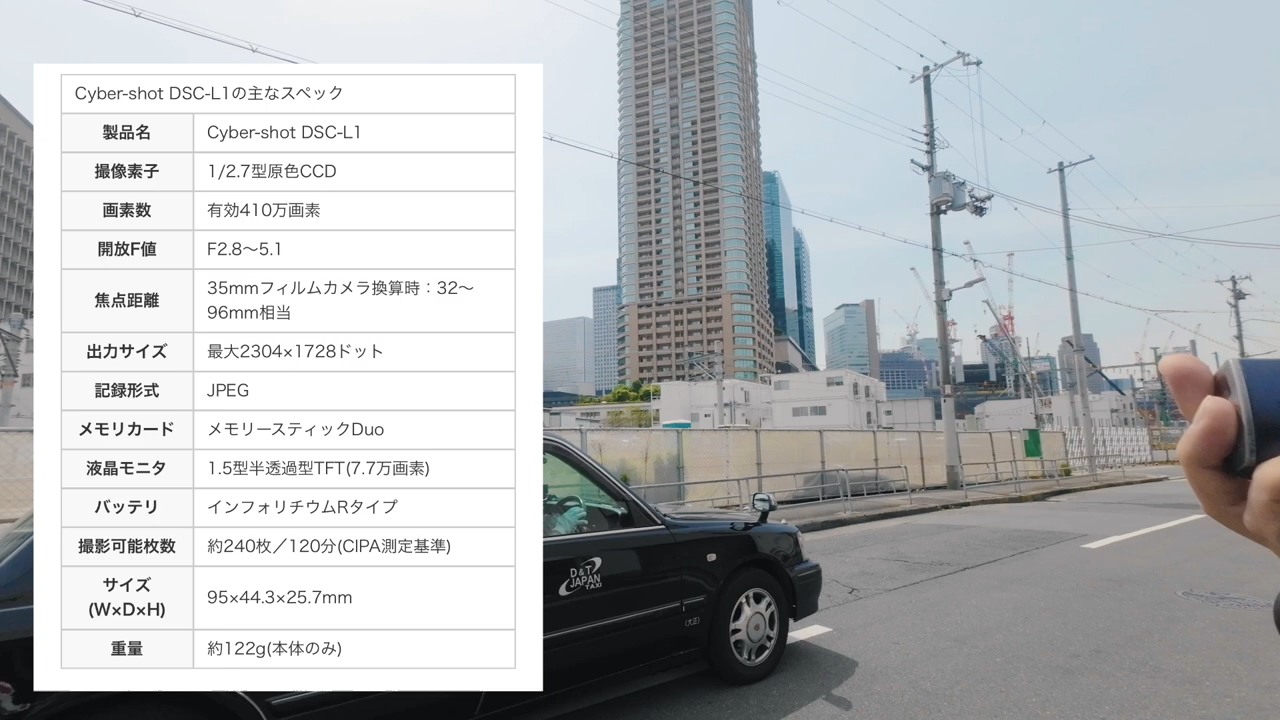 Cyber-shot DSC-L1の主なスペック
製品名 Cyber-shot DSC-L1
撮像素子 1/2.7型原色CCD
画素数 有効410万画素
開放F値 F2.8〜5.1
焦点距離 35mmフィルムカメラ換算時：32〜
96mm相当
出力サイズ 最大2304×1728ドット
記録形式 JPEG
メモリカード メモリースティックDuo
液晶モニタ 1.5型半透過型TFT(7.7万画素)
バッテリ インフォリチウムRタイプ
撮影可能枚数 約240枚／120分(CIPA測定基準)
サイズ
(W×D×H) 95×44.3×25.7mm
重量 約122g(本体のみ)
D&T
JAPAN
TAXI
(大正)